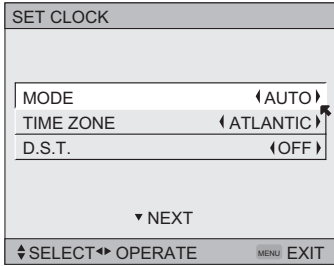 SET CLOCK
MODE ◀AUTO▶
TIME ZONE ◀ATLANTIC▶
D.S.T. ◀OFF▶
▼NEXT
▲▼SELECT◀▶ OPERATE MENU EXIT